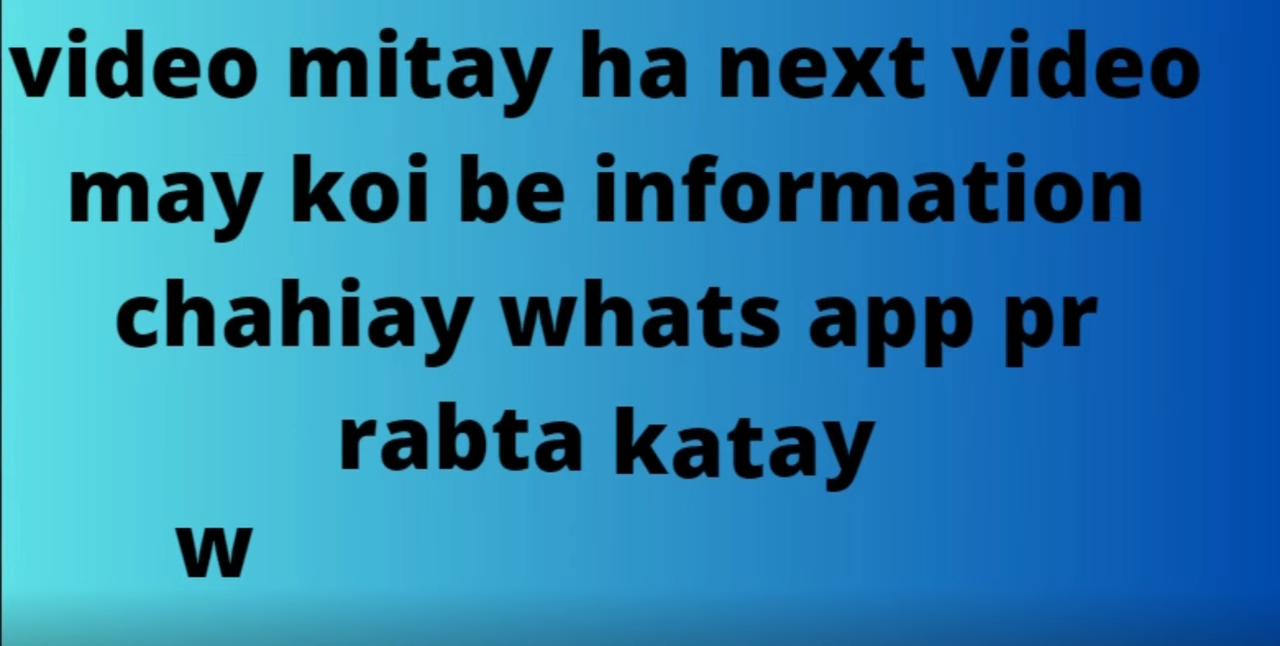 video mitay ha next video
may koi be information
chahiay whats app pr
rabta katay
w